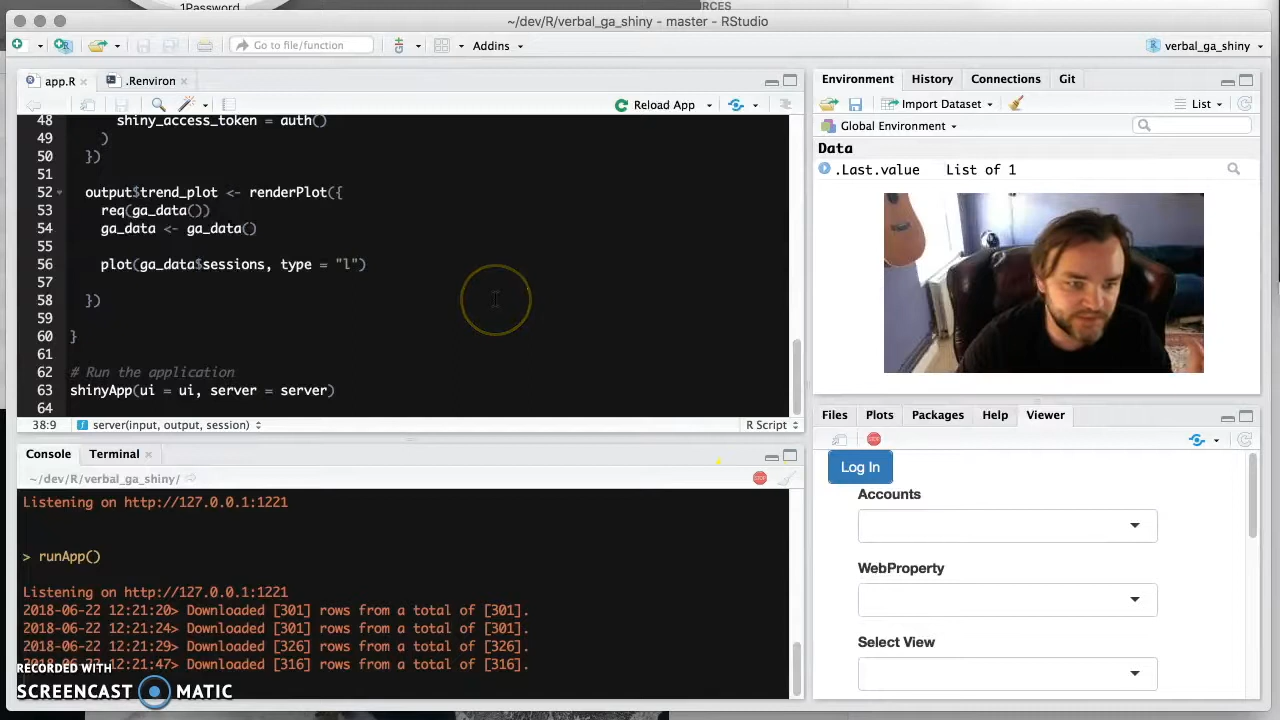 1Password
RCES
~/dev/R/verbal_ga_shiny - master - RStudio
Go to file/function
Addins
verbal_ga_shiny
app.R
.Renviron
Reload App
48 shiny_access_token = auth()
49 )
50 })
51
52 output$trend_plot <- renderPlot({
53 req(ga_data())
54 ga_data <- ga_data()
55
56 plot(ga_data$sessions, type = "l")
57
58 })
59
60 }
61
62 # Run the application
63 shinyApp(ui = ui, server = server)
64
38:9 server(input, output, session) R Script
Console Terminal
~/dev/R/verbal_ga_shiny/
Listening on http://127.0.0.1:1221
> runApp()
Listening on http://127.0.0.1:1221
2018-06-22 12:21:20> Downloaded [301] rows from a total of [301].
2018-06-22 12:21:24> Downloaded [301] rows from a total of [301].
2018-06-22 12:21:29> Downloaded [326] rows from a total of [326].
12:21:47> Downloaded [316] rows from a total of [316].
RECORDED WITH
SCREENCAST MATIC
Environment History Connections Git
Import Dataset List
Global Environment
Data
.Last.value List of 1
Files Plots Packages Help Viewer
STOP
Log In
Accounts
WebProperty
Select View